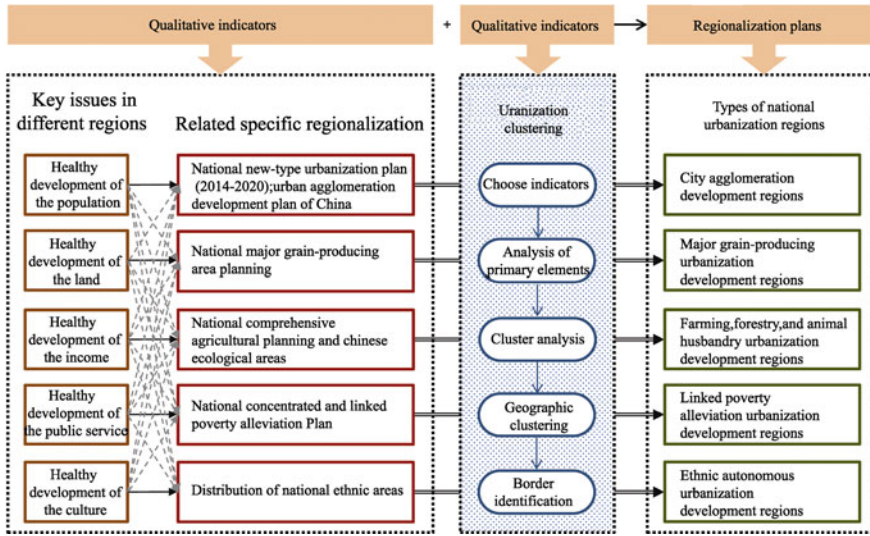 Qualitative indicators
+
Qualitative indicators
Regionalization plans
Key issues in
different regions
Related specific regionalization
Healthy
development of
the population
Healthy
development of
the land
Healthy
development of
the income
Healthy
development of
the public service
Healthy
development of
the culture
National new-type urbanization plan
(2014-2020);urban agglomeration
development plan of China
National major grain-producing
area planning
National comprehensive
agricultural planning and chinese
ecological areas
National concentrated and linked
poverty alleviation Plan
Distribution of national ethnic areas
Uranization
clustering
Choose indicators
Analysis of
primary elements
Cluster analysis
Geographic
clustering
Border
identification
Types of national
urbanization regions
City agglomeration
development regions
Major grain-producing
urbanization
development regions
Farming,forestry,and animal
husbandry urbanization
development regions
Linked poverty
alleviation urbanization
development regions
Ethnic autonomous
urbanization
development regions